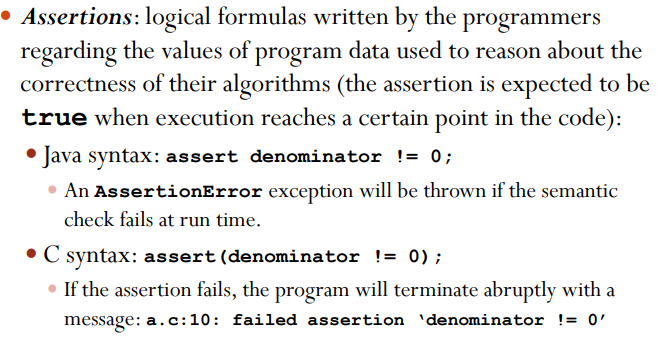 • Assertions: logical formulas written by the programmers
regarding the values of program data used to reason about the
correctness of their algorithms (the assertion is expected to be
true when execution reaches a certain point in the code):
• Java syntax: assert denominator != 0;
• An AssertionError exception will be thrown if the semantic
check fails at run time.
• C syntax: assert(denominator != 0);
• If the assertion fails, the program will terminate abruptly with a
message: a.c:10: failed assertion ‘denominator != 0’